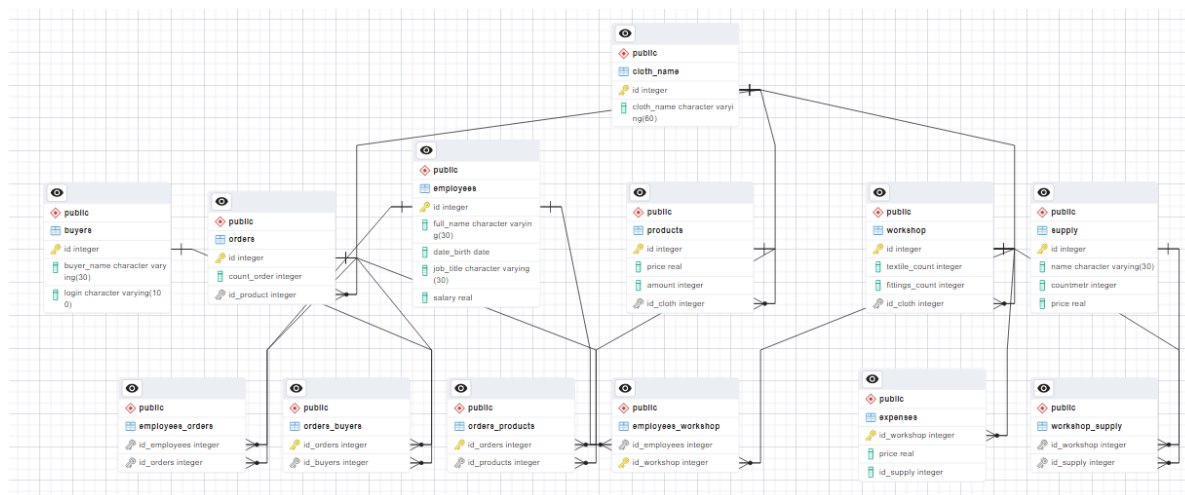 public
cloth_name
id integer
cloth_name character varyi
ng(60)
public
employees
id integer
full_name character varyin
g(30)
date_birth date
job_title character varying
(30)
salary real
public
buyers
id integer
buyer_name character vary
ing(30)
login character varying(10
0)
public
orders
id integer
count_order integer
id_product integer
public
products
id integer
price real
amount integer
id_cloth integer
public
workshop
id integer
textile_count integer
fittings_count integer
id_cloth integer
public
supply
id integer
name character varying(30)
countmetr integer
price real
public
employees_orders
id_employees integer
id_orders integer
public
orders_buyers
id_orders integer
id_buyers integer
public
orders_products
id_orders integer
id_products integer
public
employees_workshop
id_employees integer
id_workshop integer
public
expenses
id_workshop integer
price real
id_supply integer
public
workshop_supply
id_workshop integer
id_supply integer